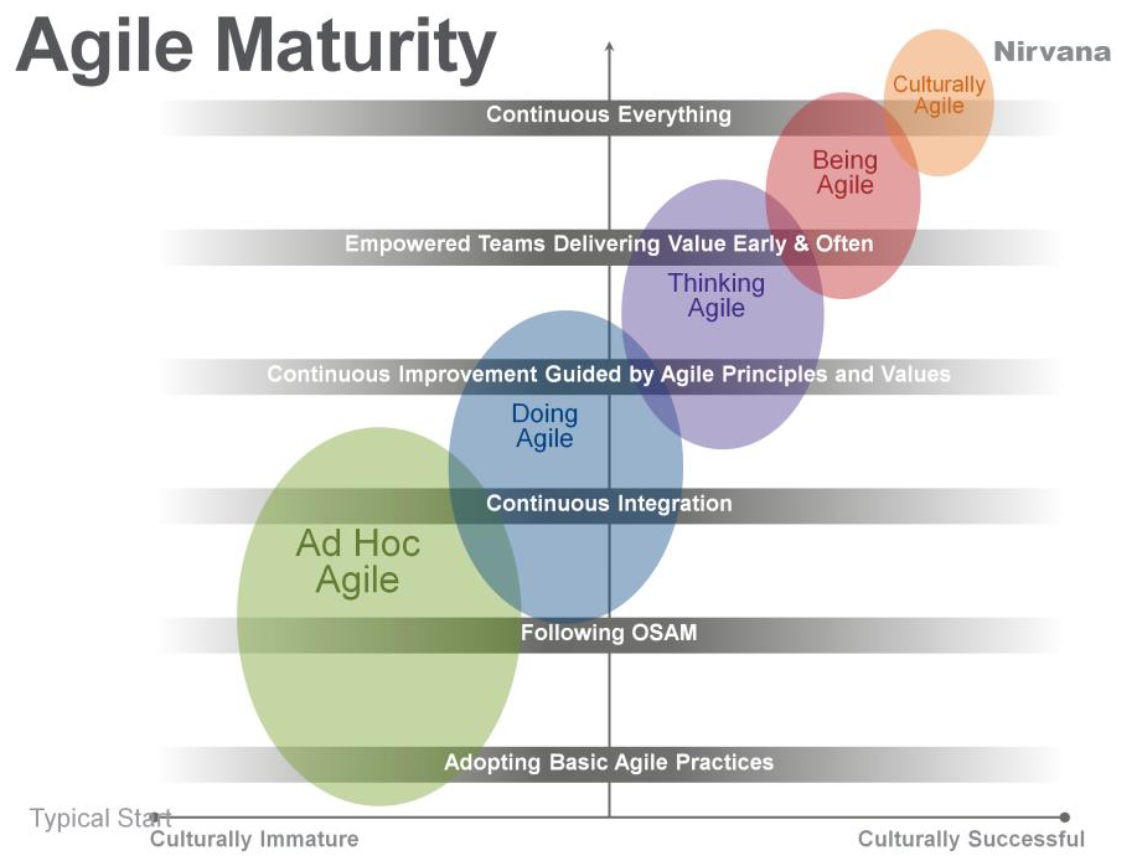 Agile Maturity
Nirvana
Culturally
Agile
Continuous Everything
Being
Agile
Empowered Teams Delivering Value Early & Often
Thinking
Agile
Continuous Improvement Guided by Agile Principles and Values
Doing
Agile
Continuous Integration
Ad Hoc
Agile
Following OSAM
Adopting Basic Agile Practices
Typical Start
Culturally Immature
Culturally Successful